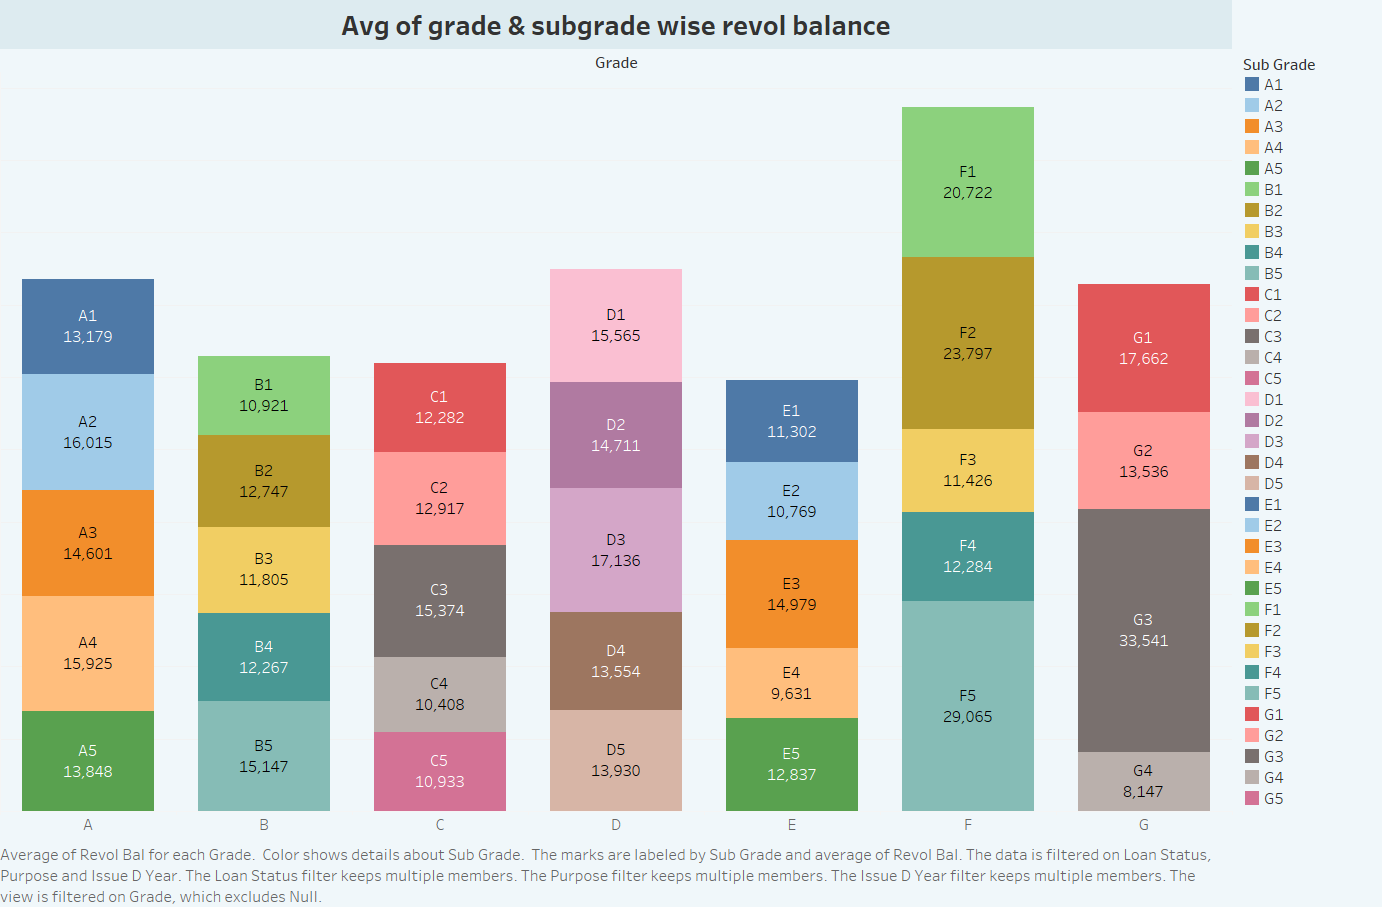 Avg of grade & subgrade wise revol balance
Grade
A1
13,179
A2
16,015
A3
14,601
A4
15,925
A5
13,848
B1
10,921
B2
12,747
B3
11,805
B4
12,267
B5
15,147
C1
12,282
C2
12,917
C3
15,374
C4
10,408
C5
10,933
D1
15,565
D2
14,711
D3
17,136
D4
13,554
D5
13,930
E1
11,302
E2
10,769
E3
14,979
E4
9,631
E5
12,837
F1
20,722
F2
23,797
F3
11,426
F4
12,284
F5
29,065
G1
17,662
G2
13,536
G3
33,541
G4
8,147
A
B
C
D
E
F
G
Sub Grade
A1
A2
A3
A4
A5
B1
B2
B3
B4
B5
C1
C2
C3
C4
C5
D1
D2
D3
D4
D5
E1
E2
E3
E4
E5
F1
F2
F3
F4
F5
G1
G2
G3
G4
G5
Average of Revol Bal for each Grade.  Color shows details about Sub Grade.  The marks are labeled by Sub Grade and average of Revol Bal. The data is filtered on Loan Status,
Purpose and Issue D Year. The Loan Status filter keeps multiple members. The Purpose filter keeps multiple members. The Issue D Year filter keeps multiple members. The
view is filtered on Grade, which excludes Null.